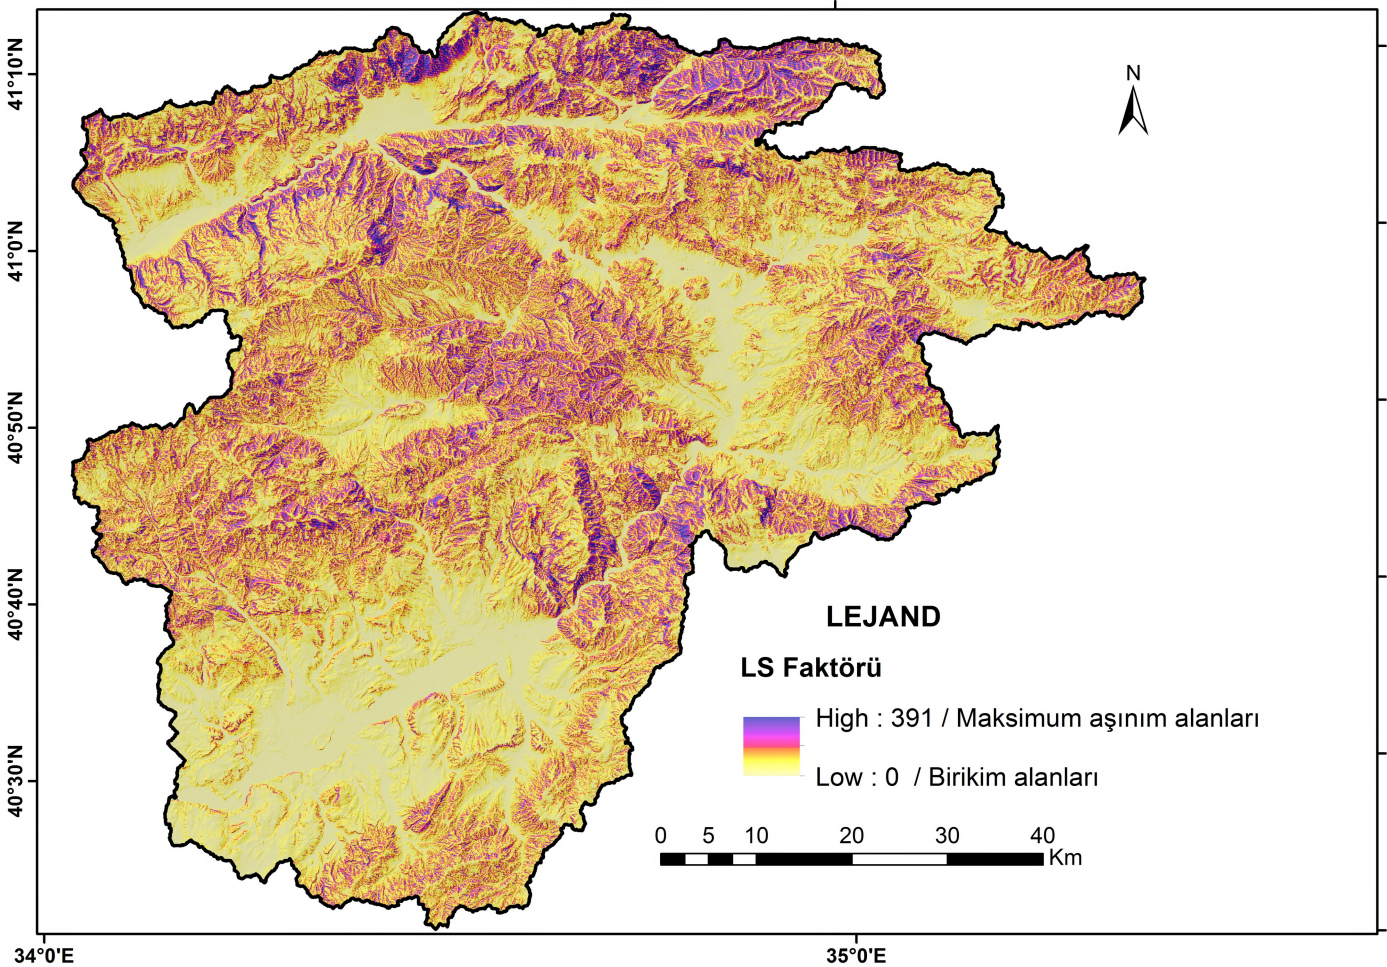 41°10'N
41°0'N
40°50'N
40°40'N
40°30'N
N
LEJAND
LS Faktörü
High : 391 / Maksimum aşınım alanları
Low : 0 / Birikim alanları
0 5 10 20 30 40
Km
34°0'E
35°0'E